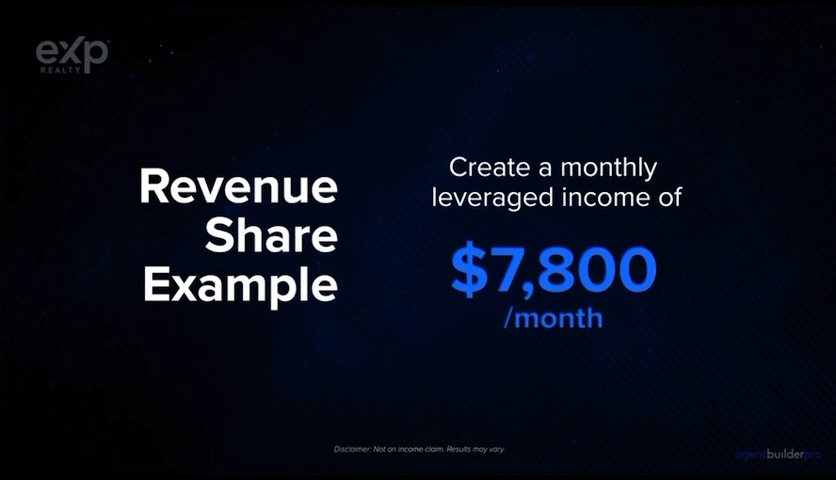 eXp
REALTY
Revenue
Share
Example
Create a monthly
leveraged income of
$7,800
/month
Disclaimer: Not an income claim. Results may vary.
agentbuilderpro